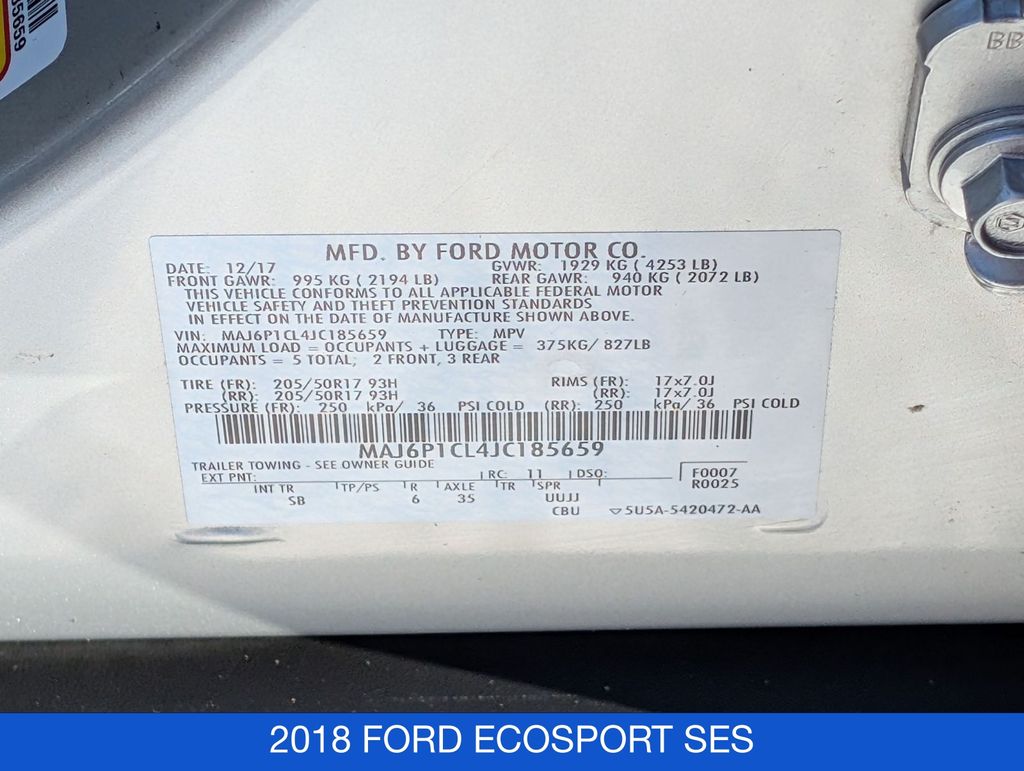 55659
BB
MFD. BY FORD MOTOR CO.
DATE: 12/17 GVWR: 1929 KG ( 4253 LB)
FRONT GAWR: 995 KG ( 2194 LB) REAR GAWR: 940 KG ( 2072 LB)
THIS VEHICLE CONFORMS TO ALL APPLICABLE FEDERAL MOTOR
VEHICLE SAFETY AND THEFT PREVENTION STANDARDS
IN EFFECT ON THE DATE OF MANUFACTURE SHOWN ABOVE.
VIN: MAJ6P1CL4JC185659 TYPE: MPV
MAXIMUM LOAD = OCCUPANTS + LUGGAGE = 375KG/ 827LB
OCCUPANTS = 5 TOTAL; 2 FRONT, 3 REAR
TIRE (FR): 205/50R17 93H RIMS (FR): 17x7.0J
(RR): 205/50R17 93H (RR): 17x7.0J
PRESSURE (FR): 250 kPa/ 36 PSI COLD (RR): 250 kPa/ 36 PSI COLD
MAJ6P1CL4JC185659
TRAILER TOWING - SEE OWNER GUIDE
EXT PNT: RC: 11 DSO: F0007
R0025
INT TR TP/PS R AXLE TR SPR
SB 6 35 UUJJ
CBU 5U5A-5420472-AA
2018 FORD ECOSPORT SES